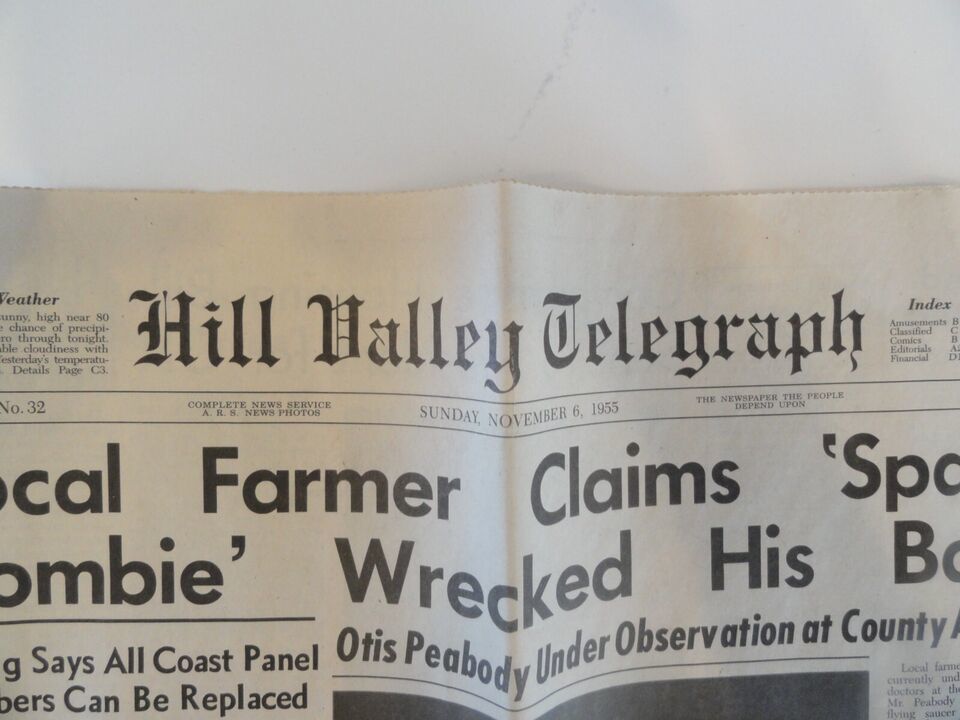 Weather
unny, high near 80
e chance of precipi-
ro through tonight.
able cloudiness with
Yesterday's temperatu-
. Details Page C3.
Hill Valley Telegraph
Index
Amusements B
Classified C
Comics B
Editorials A2
Financial D1
No. 32
COMPLETE NEWS SERVICE
A. R. S. NEWS PHOTOS
SUNDAY, NOVEMBER 6, 1955
THE NEWSPAPER THE PEOPLE
DEPEND UPON
ocal Farmer Claims 'Spa
ombie' Wrecked His Ba
g Says All Coast Panel
bers Can Be Replaced
Otis Peabody Under Observation at County A
Local farme
currently und
doctors at the
Mr. Peabody
flying saucer